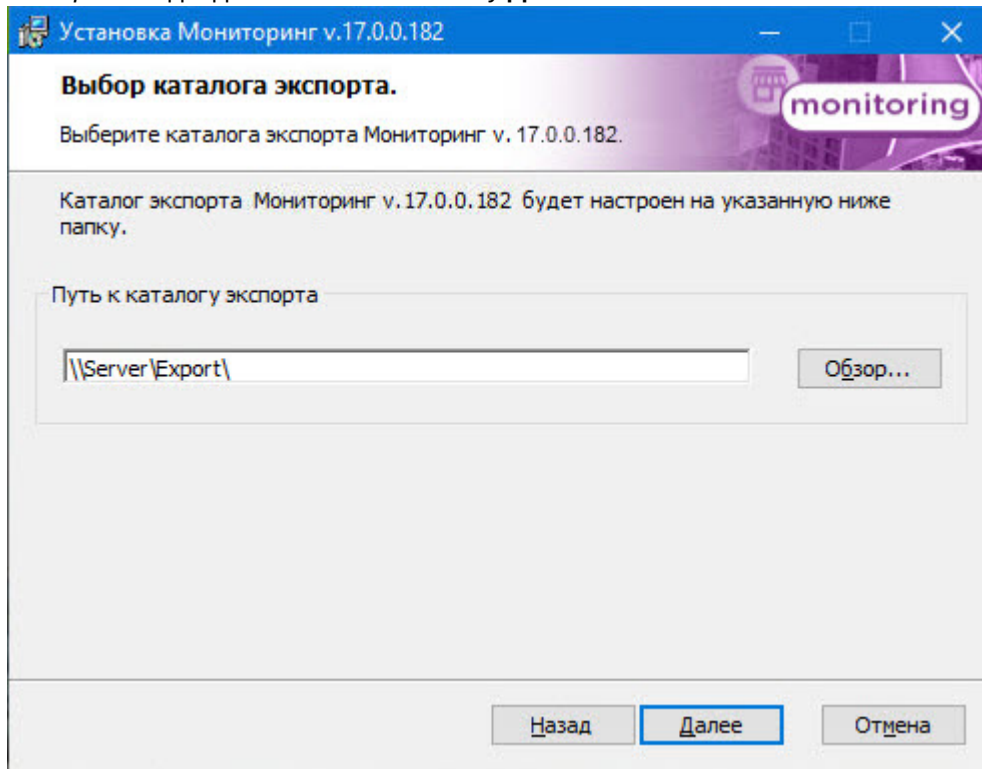 Установка Мониторинг v.17.0.0.182
Выбор каталога экспорта.
monitoring
Выберите каталога экспорта Мониторинг v. 17.0.0.182.
Каталог экспорта Мониторинг v.17.0.0.182 будет настроен на указанную ниже
папку.
Путь к каталогу экспорта
\\Server\Export\
Обзор...
Назад
Далее
Отмена